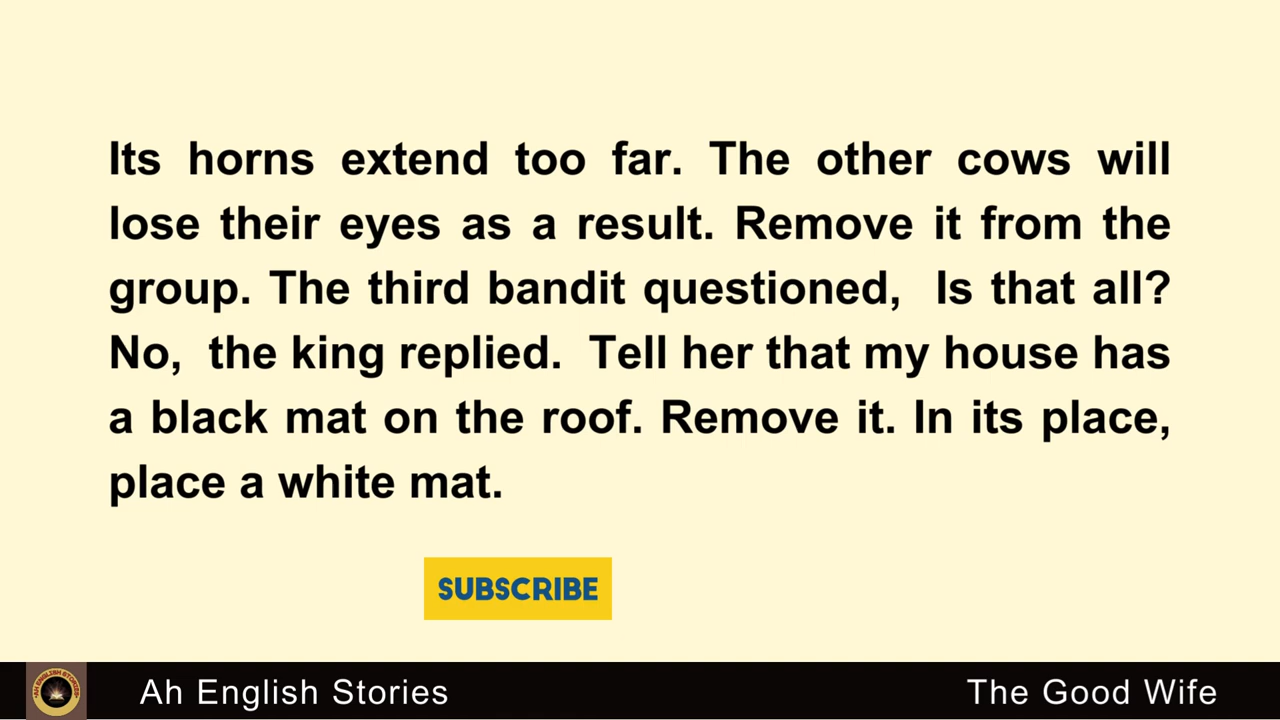 Its horns extend too far. The other cows will
lose their eyes as a result. Remove it from the
group. The third bandit questioned, Is that all?
No, the king replied. Tell her that my house has
a black mat on the roof. Remove it. In its place,
place a white mat.
SUBSCRIBE
Ah English Stories
The Good Wife